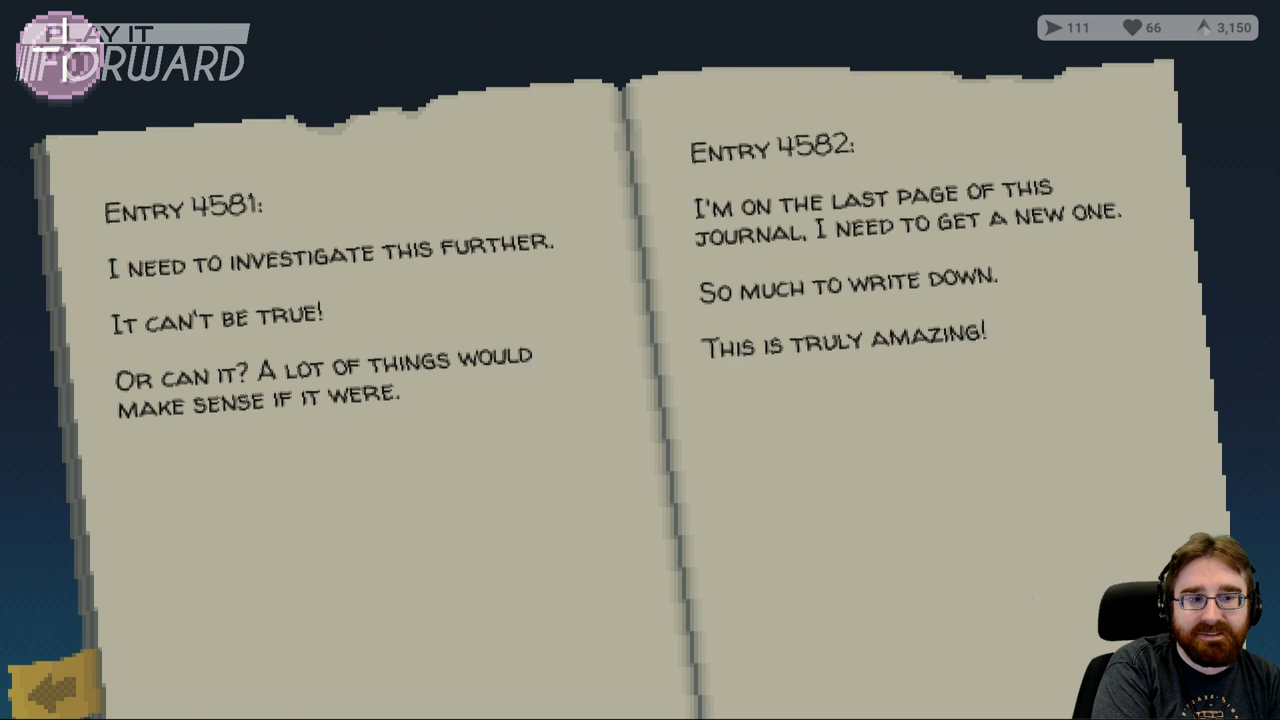 PLAY IT
FORWARD
111
66
3,150
Entry 4581:
I need to investigate this further.
It can't be true!
Or can it? A lot of things would
make sense if it were.
Entry 4582:
I'm on the last page of this
journal, I need to get a new one.
So much to write down.
This is truly amazing!